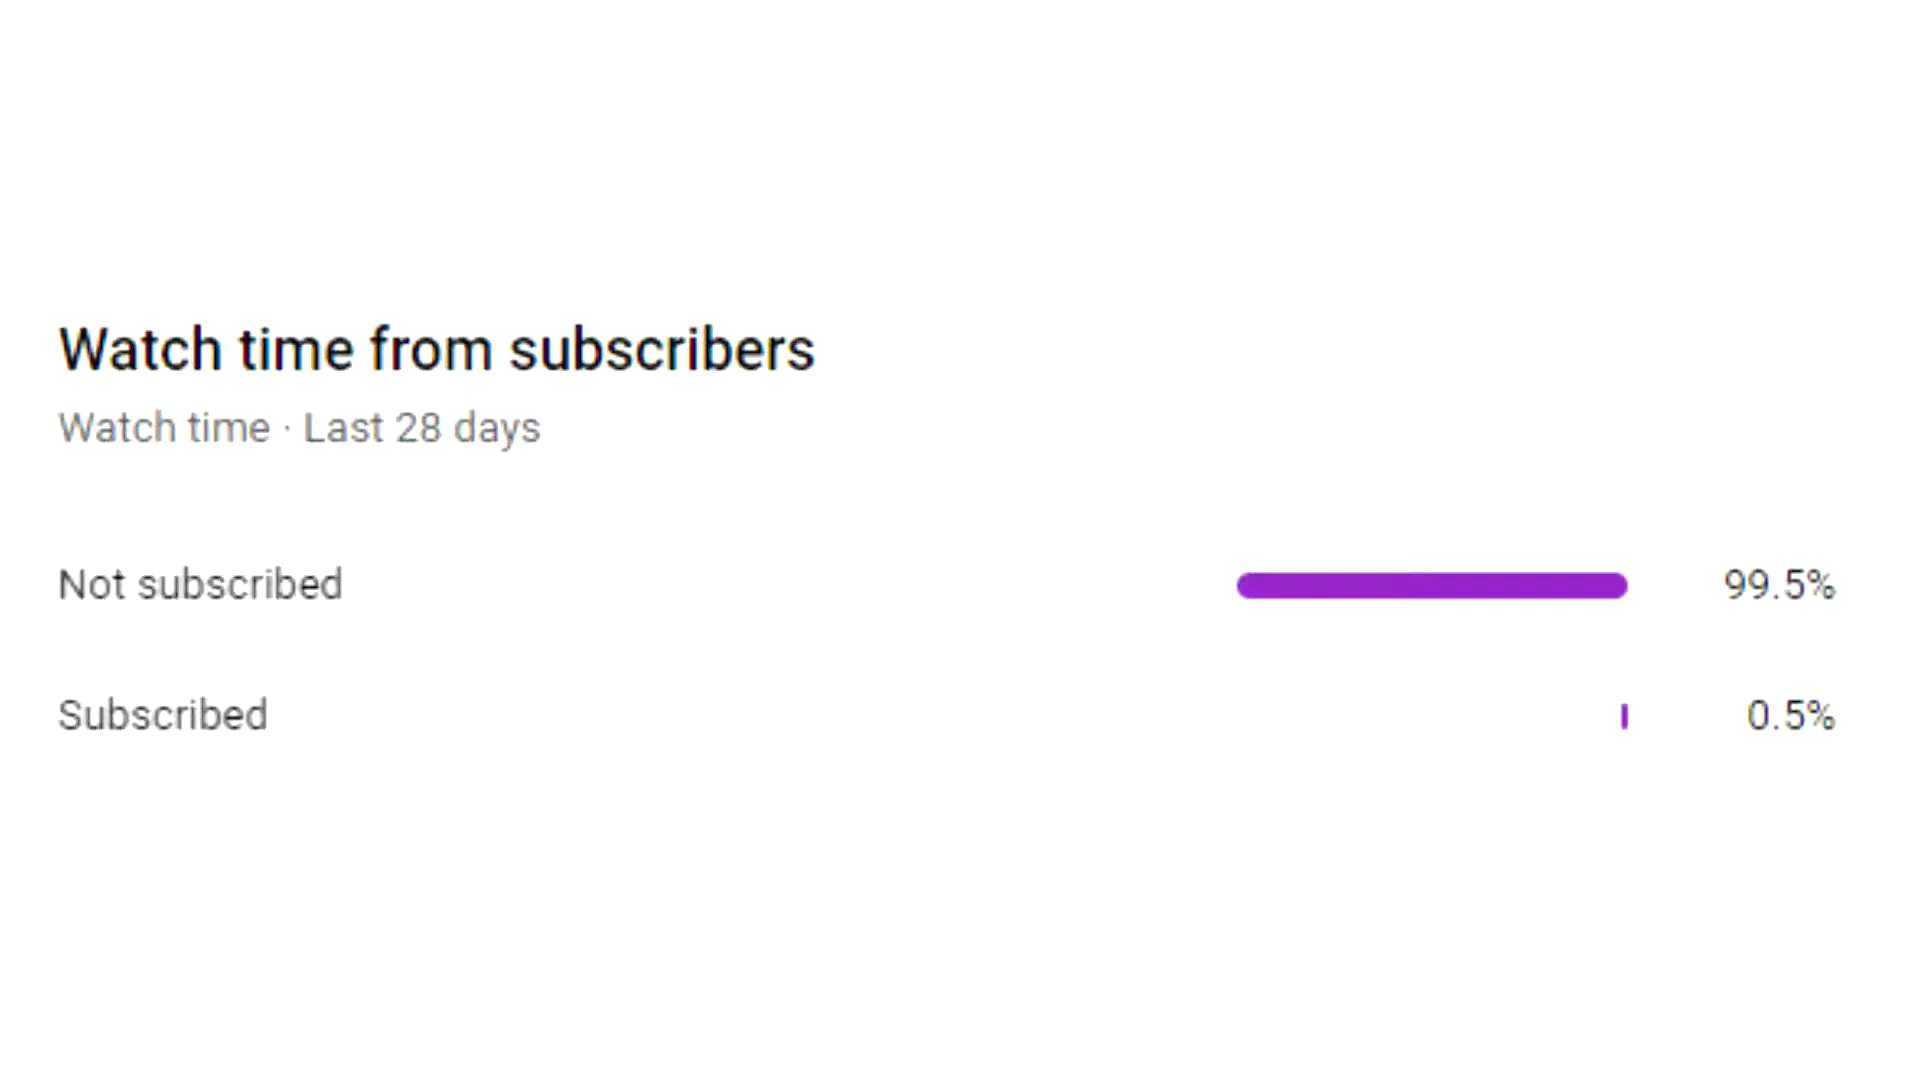 Watch time from subscribers
Watch time · Last 28 days
Not subscribed 99.5%
Subscribed 0.5%